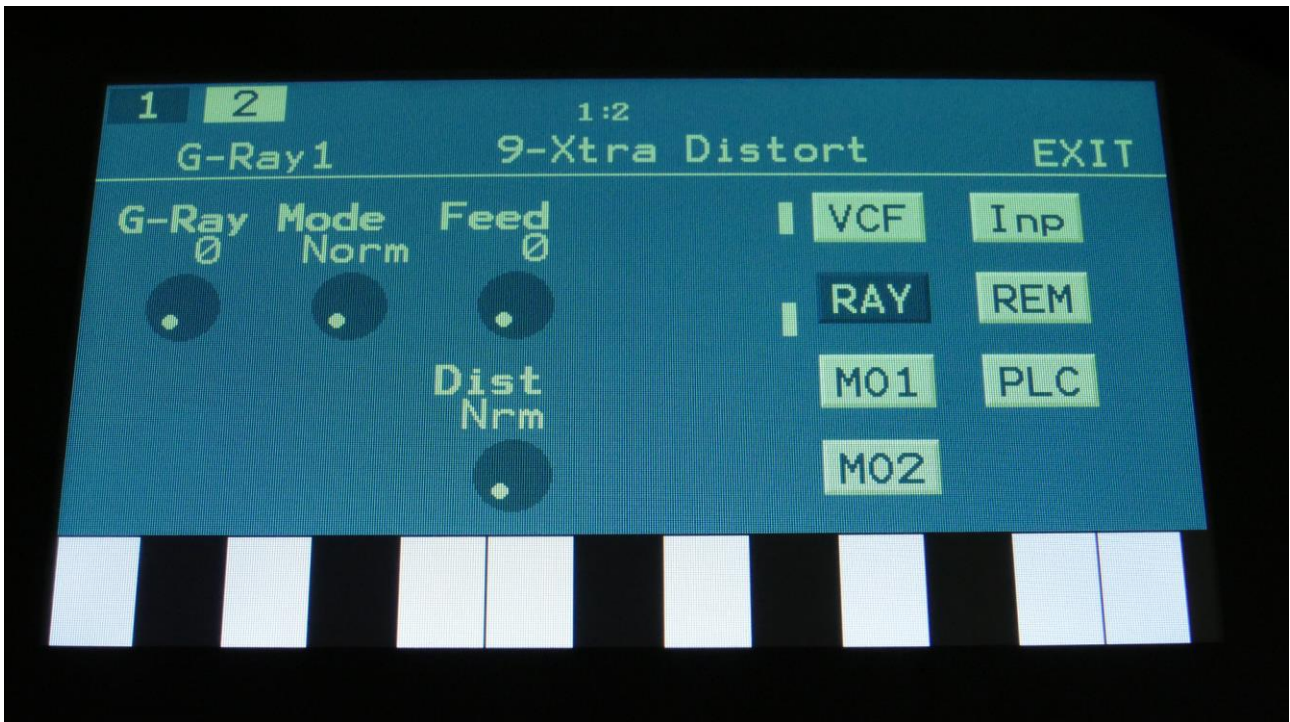 1 2 1:2
G-Ray1 9-Xtra Distort EXIT
G-Ray Mode Feed VCF Inp
0 Norm 0
RAY REM
Dist MO1 PLC
Nrm
MO2